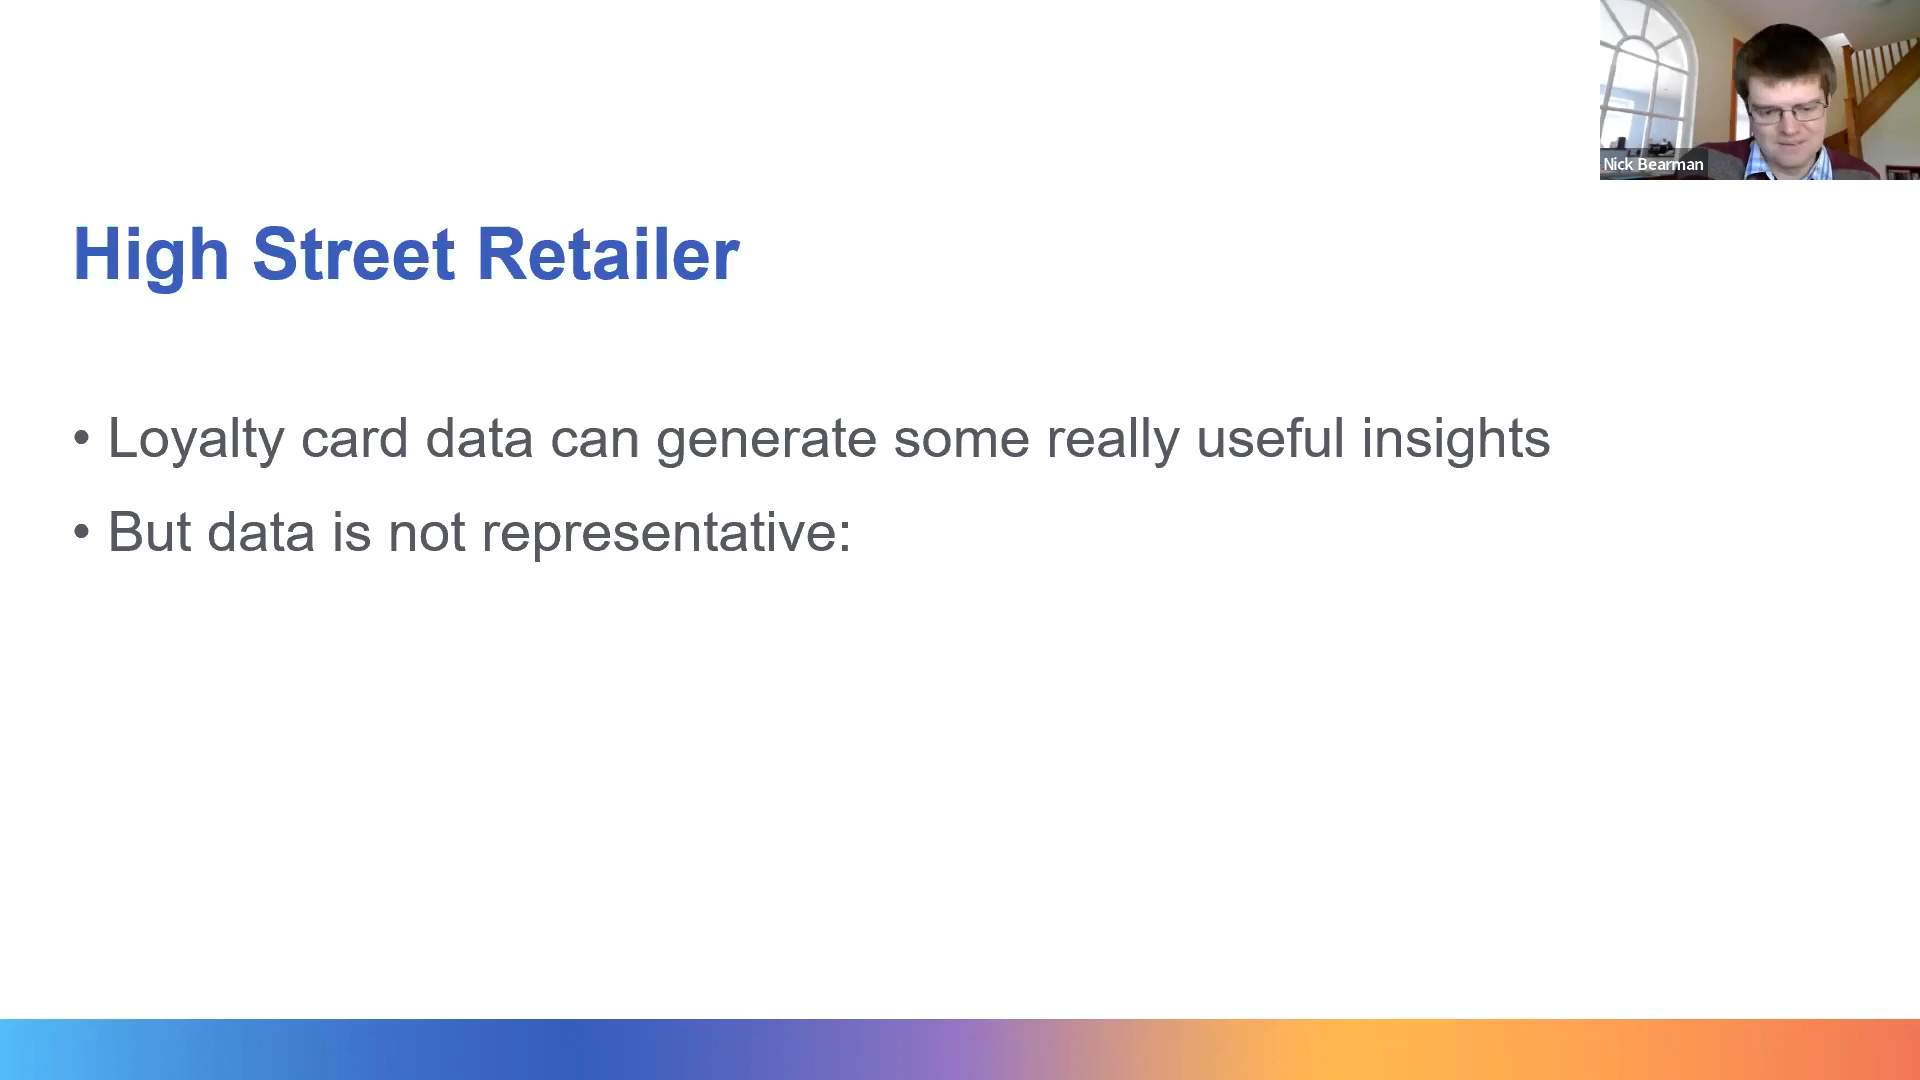 Nick Bearman
High Street Retailer
• Loyalty card data can generate some really useful insights
• But data is not representative: